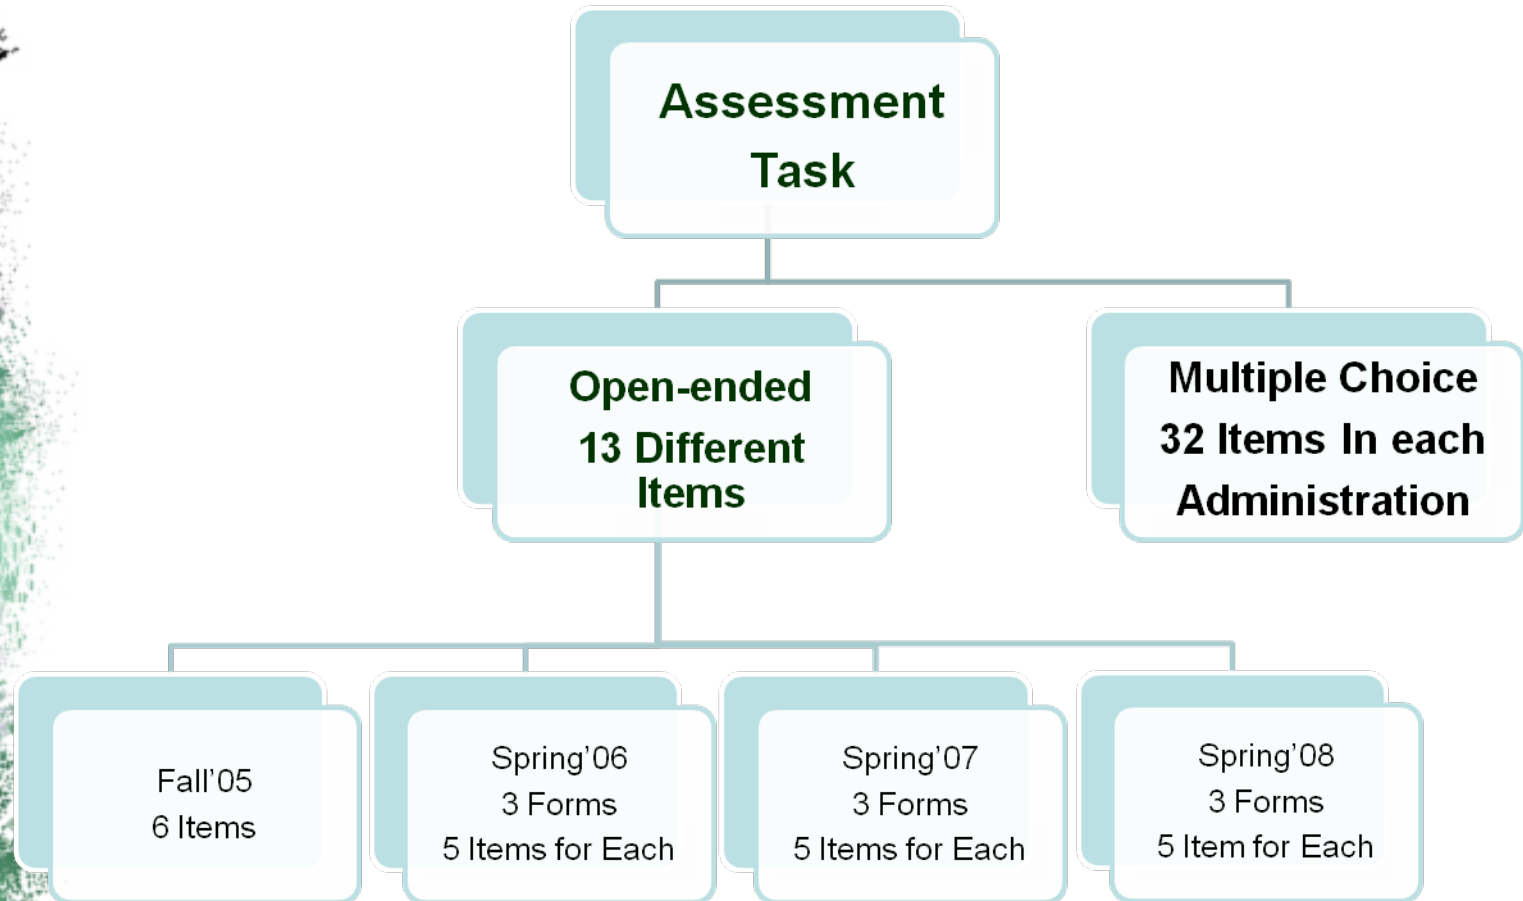 Assessment
Task
Open-ended
13 Different
Items
Multiple Choice
32 Items In each
Administration
Fall’05
6 Items
Spring’06
3 Forms
5 Items for Each
Spring’07
3 Forms
5 Items for Each
Spring’08
3 Forms
5 Item for Each